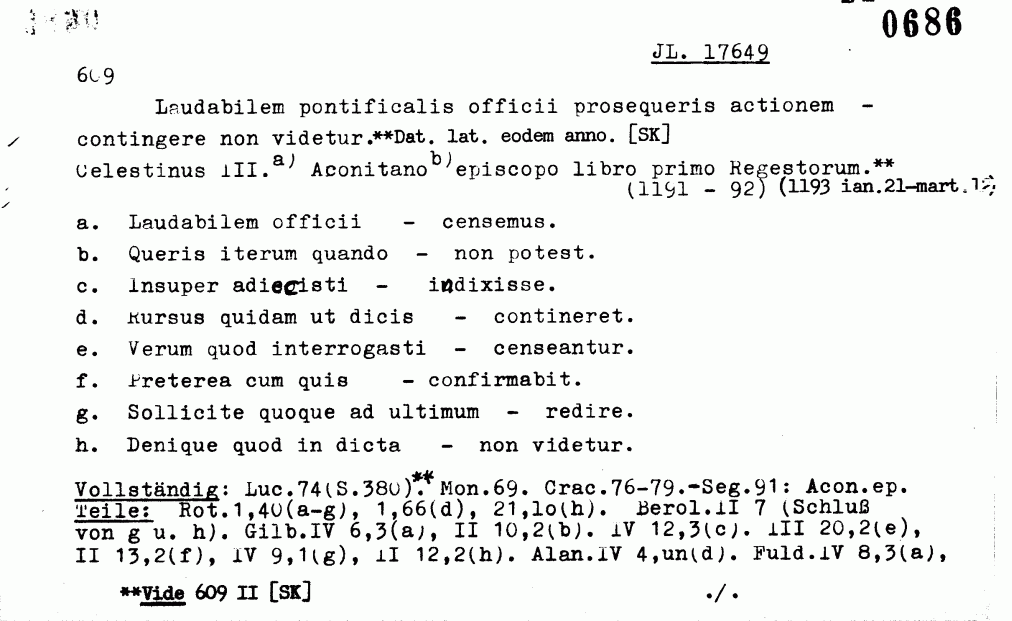 0686
JL. 17649
609
Laudabilem pontificalis officii prosequeris actionem –
contingere non videtur.**Dat. lat. eodem anno. [SK]
Celestinus III.a) Aconitano b) episcopo libro primo Regestorum.**
(1191 - 92) (1193 ian.21-mart.
a. Laudabilem officii - censemus.
b. Queris iterum quando - non potest.
c. Insuper adiecisti - indixisse.
d. Rursus quidam ut dicis - contineret.
e. Verum quod interrogasti - censeantur.
f. Preterea cum quis - confirmabit.
g. Sollicite quoque ad ultimum - redire.
h. Denique quod in dicta - non videtur.
Vollständig: Luc.74(S.380).** Mon.69. Crac.76-79.-Seg.91: Acon.ep.
Teile: Rot.1,40(a-g), 1,66(d), 21,lo(h). Berol.II 7 (Schluß
von g u. h). Gilb.IV 6,3(a), II 10,2(b). IV 12,3(c). III 20,2(e),
II 13,2(f), IV 9,1(g), II 12,2(h). Alan.IV 4,un(d). Fuld.IV 8,3(a),
**Vide 609 II [SK]
./.